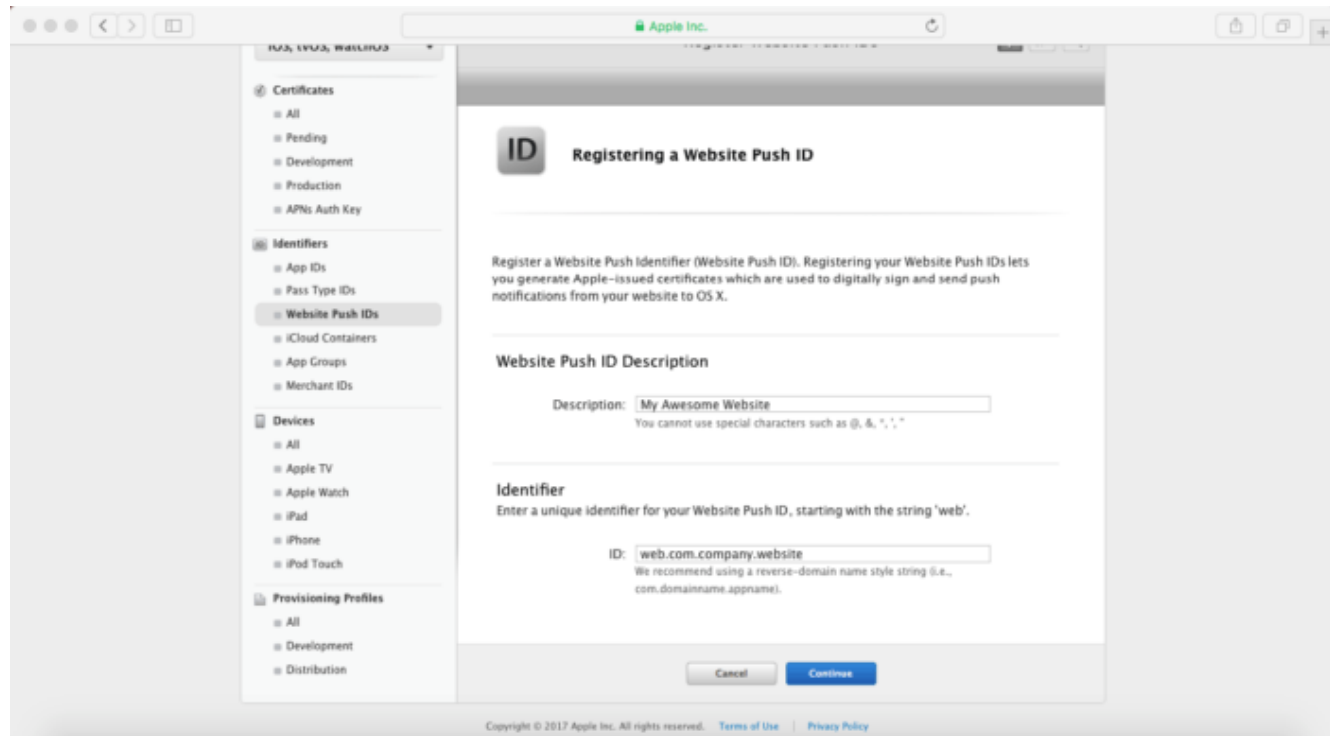 Apple Inc.
iOS, tvOS, watchOS
Certificates
All
Pending
Development
Production
APNs Auth Key
Identifiers
App IDs
Pass Type IDs
Website Push IDs
iCloud Containers
App Groups
Merchant IDs
Devices
All
Apple TV
Apple Watch
iPad
iPhone
iPod Touch
Provisioning Profiles
All
Development
Distribution
ID
Registering a Website Push ID
Register a Website Push Identifier (Website Push ID). Registering your Website Push IDs lets
you generate Apple-issued certificates which are used to digitally sign and send push
notifications from your website to OS X.
Website Push ID Description
Description: My Awesome Website
You cannot use special characters such as @, &, *, ', "
Identifier
Enter a unique identifier for your Website Push ID, starting with the string 'web'.
ID: web.com.company.website
We recommend using a reverse-domain name style string (i.e.,
com.domainname.appname).
Cancel
Continue
Copyright © 2017 Apple Inc. All rights reserved. Terms of Use | Privacy Policy